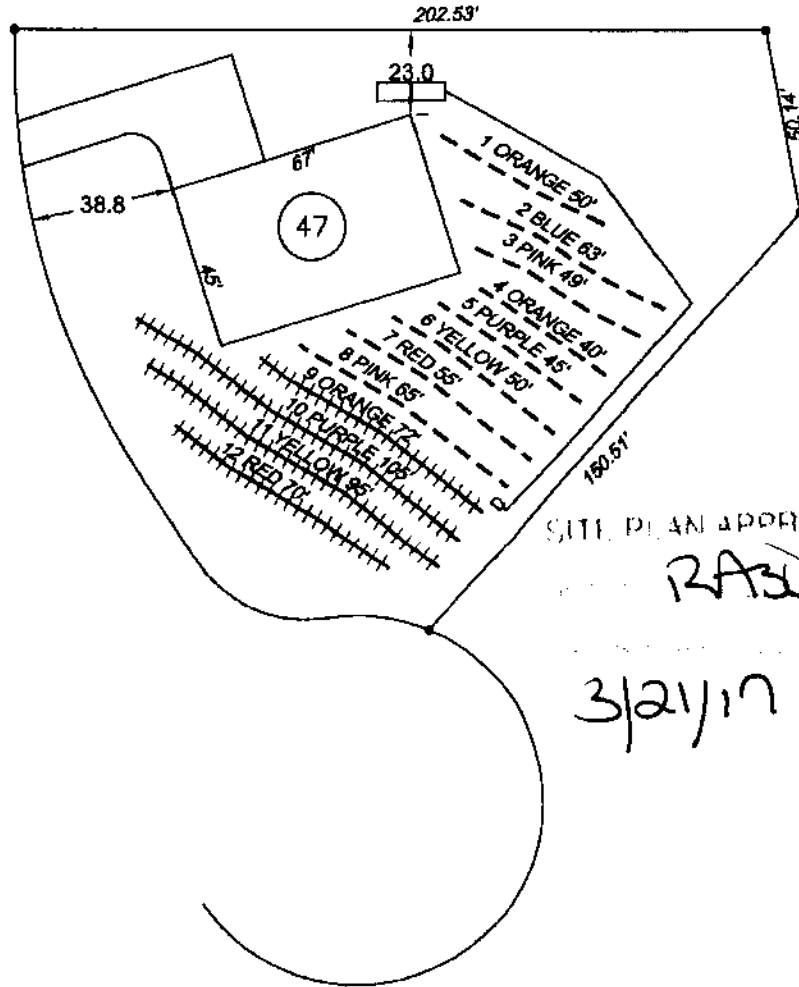 202.53'
23.0
50.14'
67'
1 ORANGE 50'
38.8
47
2 BLUE 63'
3 PINK 49'
45'
4 ORANGE 40'
5 PURPLE 45'
6 YELLOW 50'
7 RED 55'
8 PINK 65'
9 ORANGE 72'
10 PURPLE 105'
11 YELLOW 95'
12 RED 70'
150.51'
SITE PLAN APPR
3/21/17